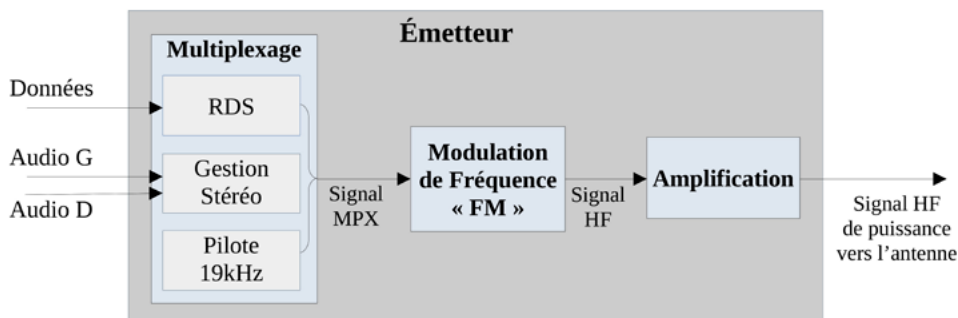 Émetteur
Multiplexage
Données
RDS
Audio G
Audio D
Gestion
Stéréo
Pilote
19kHz
Signal
MPX
Modulation
de Fréquence
« FM »
Signal
HF
Amplification
Signal HF
de puissance
vers l’antenne